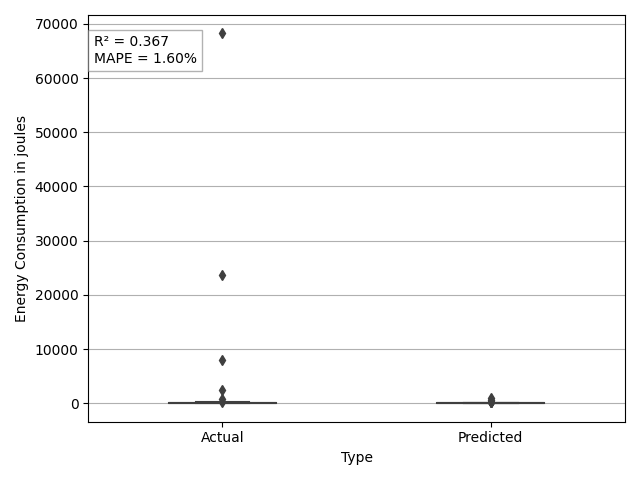 70000
60000
50000
40000
30000
20000
10000
0
Energy Consumption in joules
R² = 0.367
MAPE = 1.60%
Actual
Predicted
Type